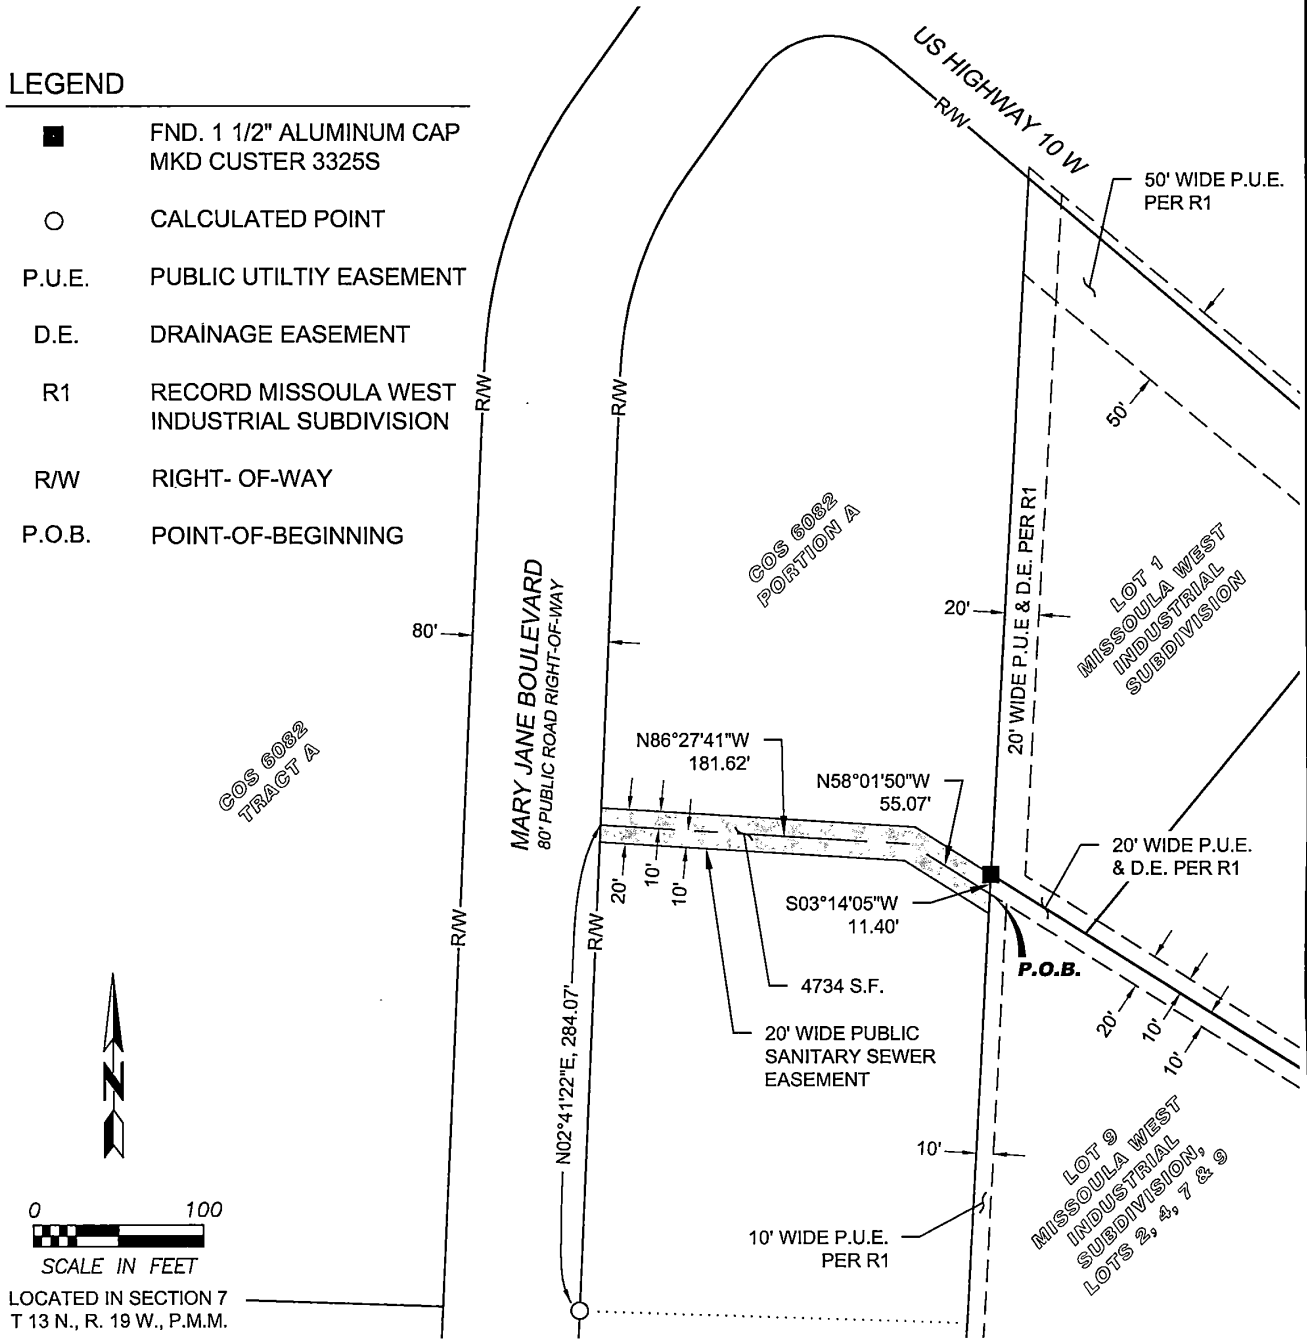 LEGEND
FND. 1 1/2" ALUMINUM CAP
MKD CUSTER 3325S
CALCULATED POINT
P.U.E. PUBLIC UTILTIY EASEMENT
D.E. DRAINAGE EASEMENT
R1 RECORD MISSOULA WEST
INDUSTRIAL SUBDIVISION
R/W RIGHT- OF-WAY
P.O.B. POINT-OF-BEGINNING
US HIGHWAY 10 W
R/W
50' WIDE P.U.E.
PER R1
50'
R/W
R/W
COS 6082
PORTION A
20' WIDE P.U.E & D.E. PER R1
20'
LOT 1
MISSOULA WEST
INDUSTRIAL
SUBDIVISION
80'
MARY JANE BOULEVARD
80' PUBLIC ROAD RIGHT-OF-WAY
COS 6082
TRACT A
N86°27'41"W
181.62'
N58°01'50"W
55.07'
20'
10'
10'
20' WIDE P.U.E.
& D.E. PER R1
S03°14'05"W
11.40'
R/W
R/W
P.O.B.
4734 S.F.
20' WIDE PUBLIC
SANITARY SEWER
EASEMENT
20'
10'
10'
N02°41'22"E, 284.07'
10'
10' WIDE P.U.E.
PER R1
LOT 9
MISSOULA WEST
INDUSTRIAL
SUBDIVISION,
LOTS 2, 4, 7 & 9
N
0 100
SCALE IN FEET
LOCATED IN SECTION 7
T 13 N., R. 19 W., P.M.M.